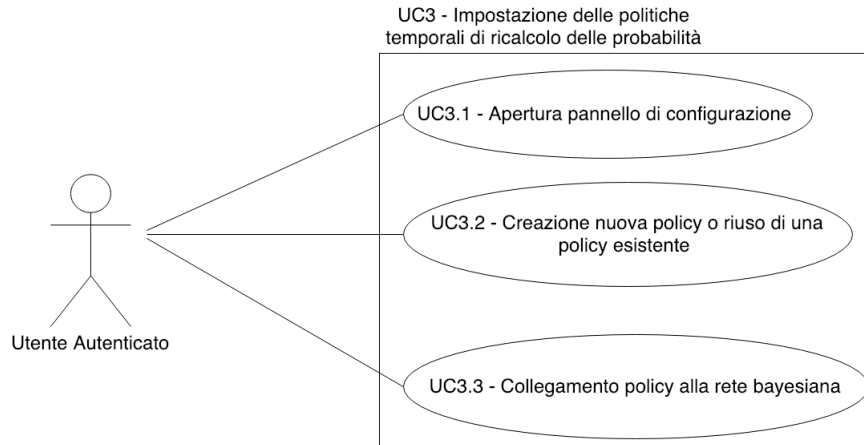 UC3 - Impostazione delle politiche
temporali di ricalcolo delle probabilità
UC3.1 - Apertura pannello di configurazione
UC3.2 - Creazione nuova policy o riuso di una
policy esistente
Utente Autenticato
UC3.3 - Collegamento policy alla rete bayesiana